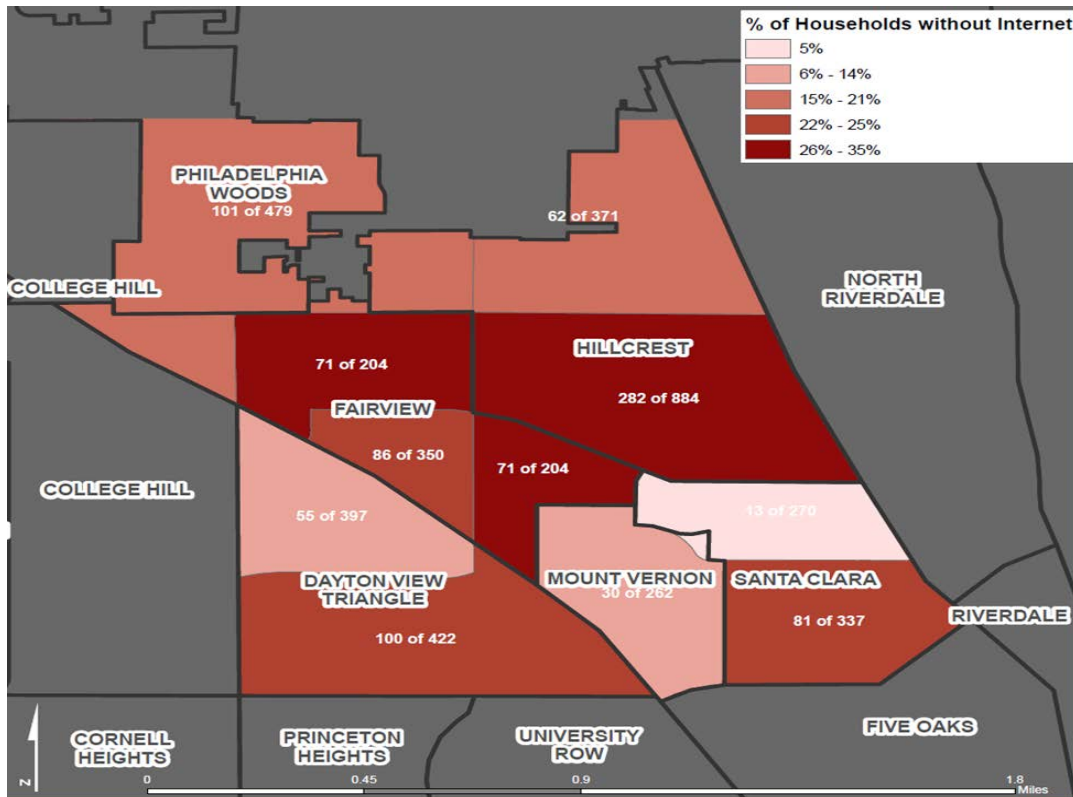 % of Households without Internet
5%
6% - 14%
15% - 21%
22% - 25%
26% - 35%
PHILADELPHIA
WOODS
101 of 479
62 of 371
COLLEGE HILL
NORTH
RIVERDALE
71 of 204
HILLCREST
282 of 884
FAIRVIEW
86 of 350
71 of 204
COLLEGE HILL
55 of 397
13 of 270
DAYTON VIEW
TRIANGLE
MOUNT VERNON
30 of 262
SANTA CLARA
81 of 337
RIVERDALE
100 of 422
CORNELL
HEIGHTS
PRINCETON
HEIGHTS
UNIVERSITY
ROW
FIVE OAKS
N
0
0.45
0.9
1.8
Miles